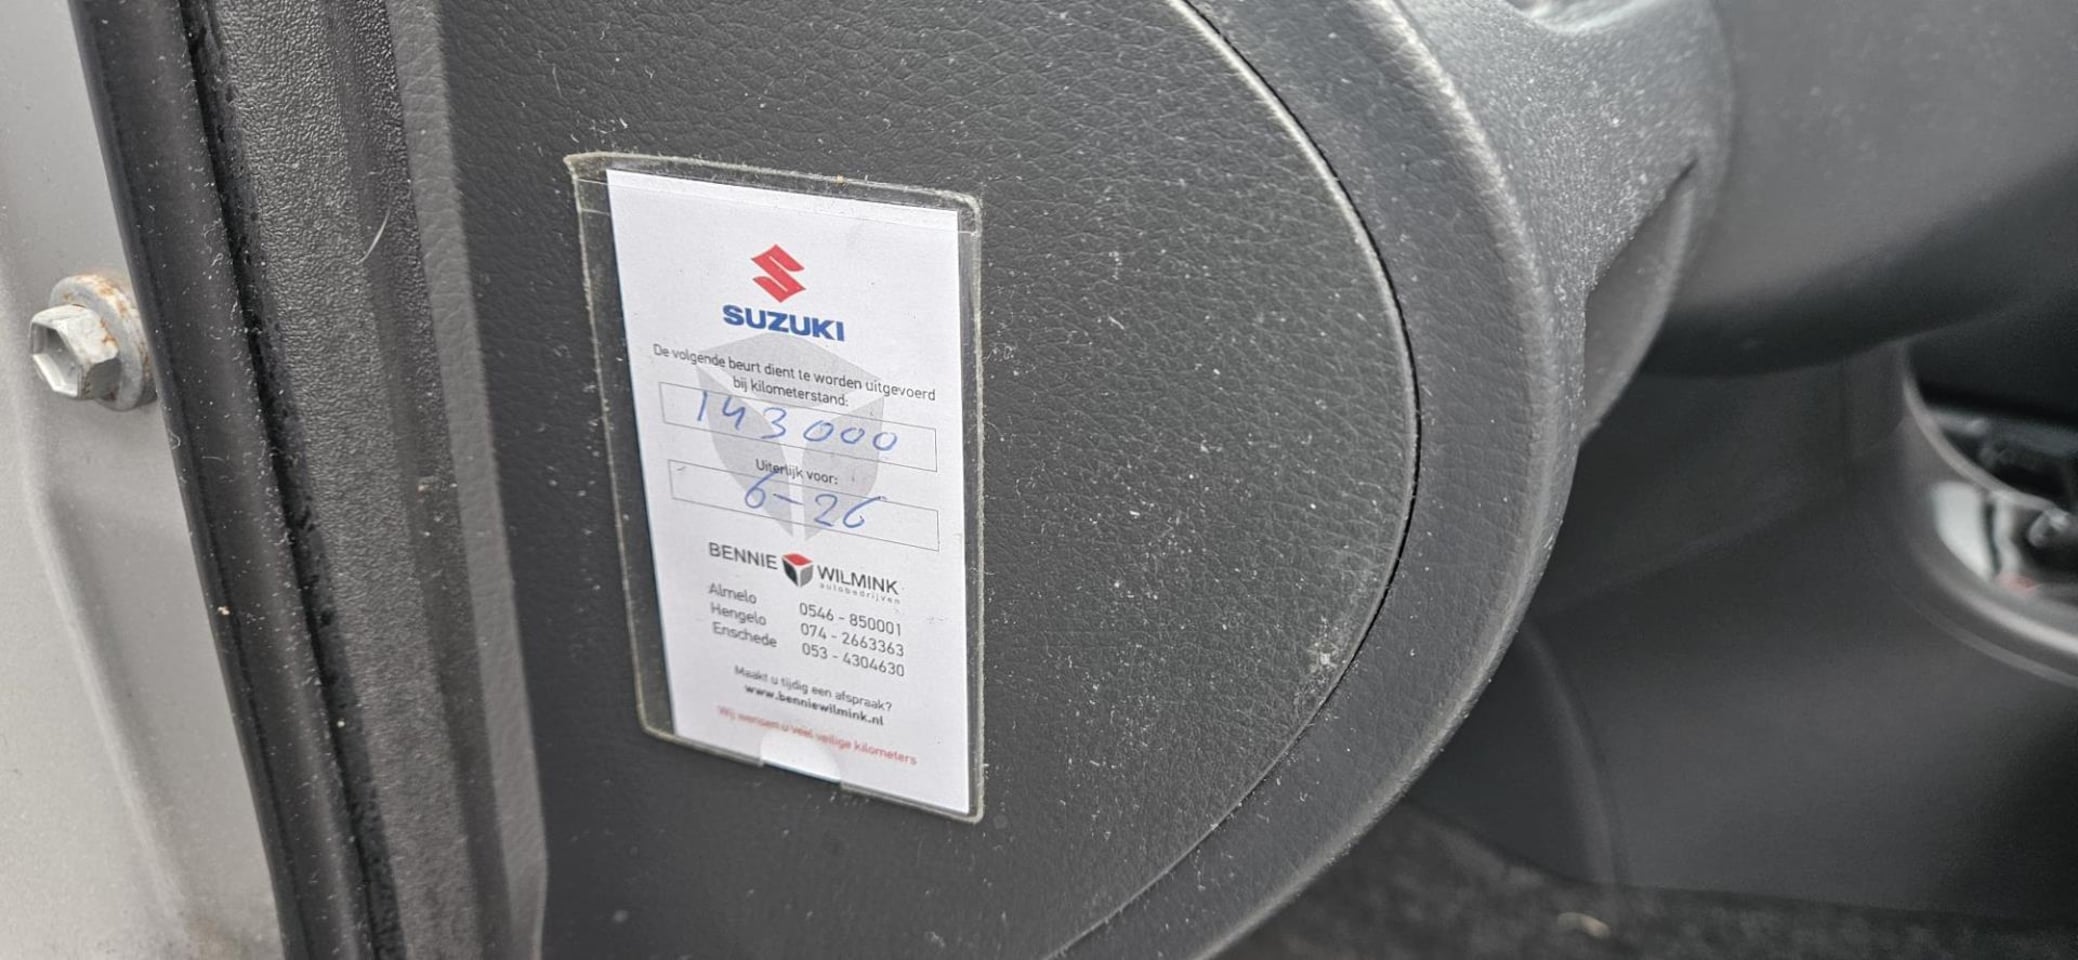 SUZUKI
De volgende beurt dient te worden uitgevoerd
bij kilometerstand:
143000
Uiterlijk voor:
6-26
BENNIE WILMINK
autobedrijven
Almelo 0546 - 850001
Hengelo 074 - 2663363
Enschede 053 - 4304630
Maakt u tijdig een afspraak?
www.benniewilmink.nl
Wij wensen u veel veilige kilometers